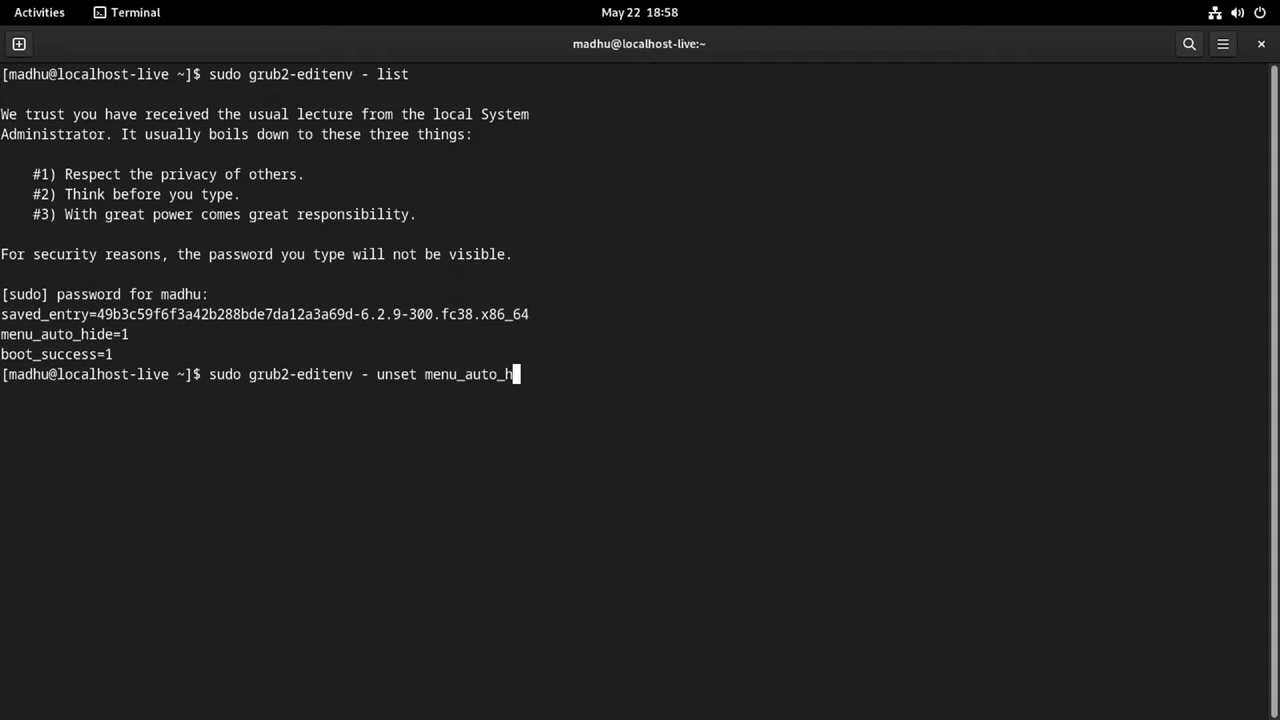 Activities Terminal May 22 18:58
madhu@localhost-live:~
[madhu@localhost-live ~]$ sudo grub2-editenv - list
We trust you have received the usual lecture from the local System
Administrator. It usually boils down to these three things:
#1) Respect the privacy of others.
#2) Think before you type.
#3) With great power comes great responsibility.
For security reasons, the password you type will not be visible.
[sudo] password for madhu:
saved_entry=49b3c59f6f3a42b288bde7da12a3a69d-6.2.9-300.fc38.x86_64
menu_auto_hide=1
boot_success=1
[madhu@localhost-live ~]$ sudo grub2-editenv - unset menu_auto_h